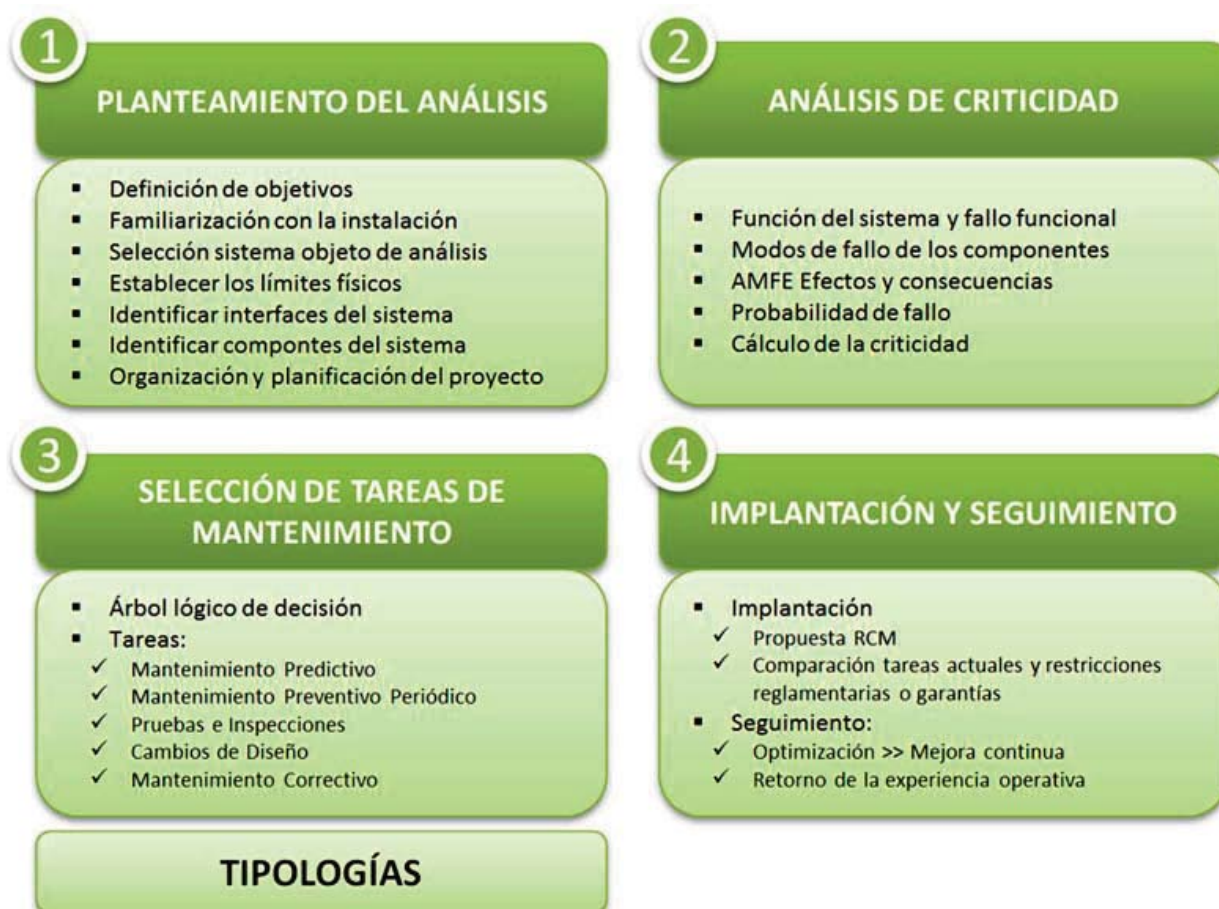 1
PLANTEAMIENTO DEL ANÁLISIS
▪ Definición de objetivos
▪ Familiarización con la instalación
▪ Selección sistema objeto de análisis
▪ Establecer los límites físicos
▪ Identificar interfaces del sistema
▪ Identificar compontes del sistema
▪ Organización y planificación del proyecto
2
ANÁLISIS DE CRITICIDAD
▪ Función del sistema y fallo funcional
▪ Modos de fallo de los componentes
▪ AMFE Efectos y consecuencias
▪ Probabilidad de fallo
▪ Cálculo de la criticidad
3
SELECCIÓN DE TAREAS DE
MANTENIMIENTO
▪ Árbol lógico de decisión
▪ Tareas:
✓ Mantenimiento Predictivo
✓ Mantenimiento Preventivo Periódico
✓ Pruebas e Inspecciones
✓ Cambios de Diseño
✓ Mantenimiento Correctivo
TIPOLOGÍAS
4
IMPLANTACIÓN Y SEGUIMIENTO
▪ Implantación
✓ Propuesta RCM
✓ Comparación tareas actuales y restricciones
reglamentarias o garantías
▪ Seguimiento:
✓ Optimización >> Mejora continua
✓ Retorno de la experiencia operativa